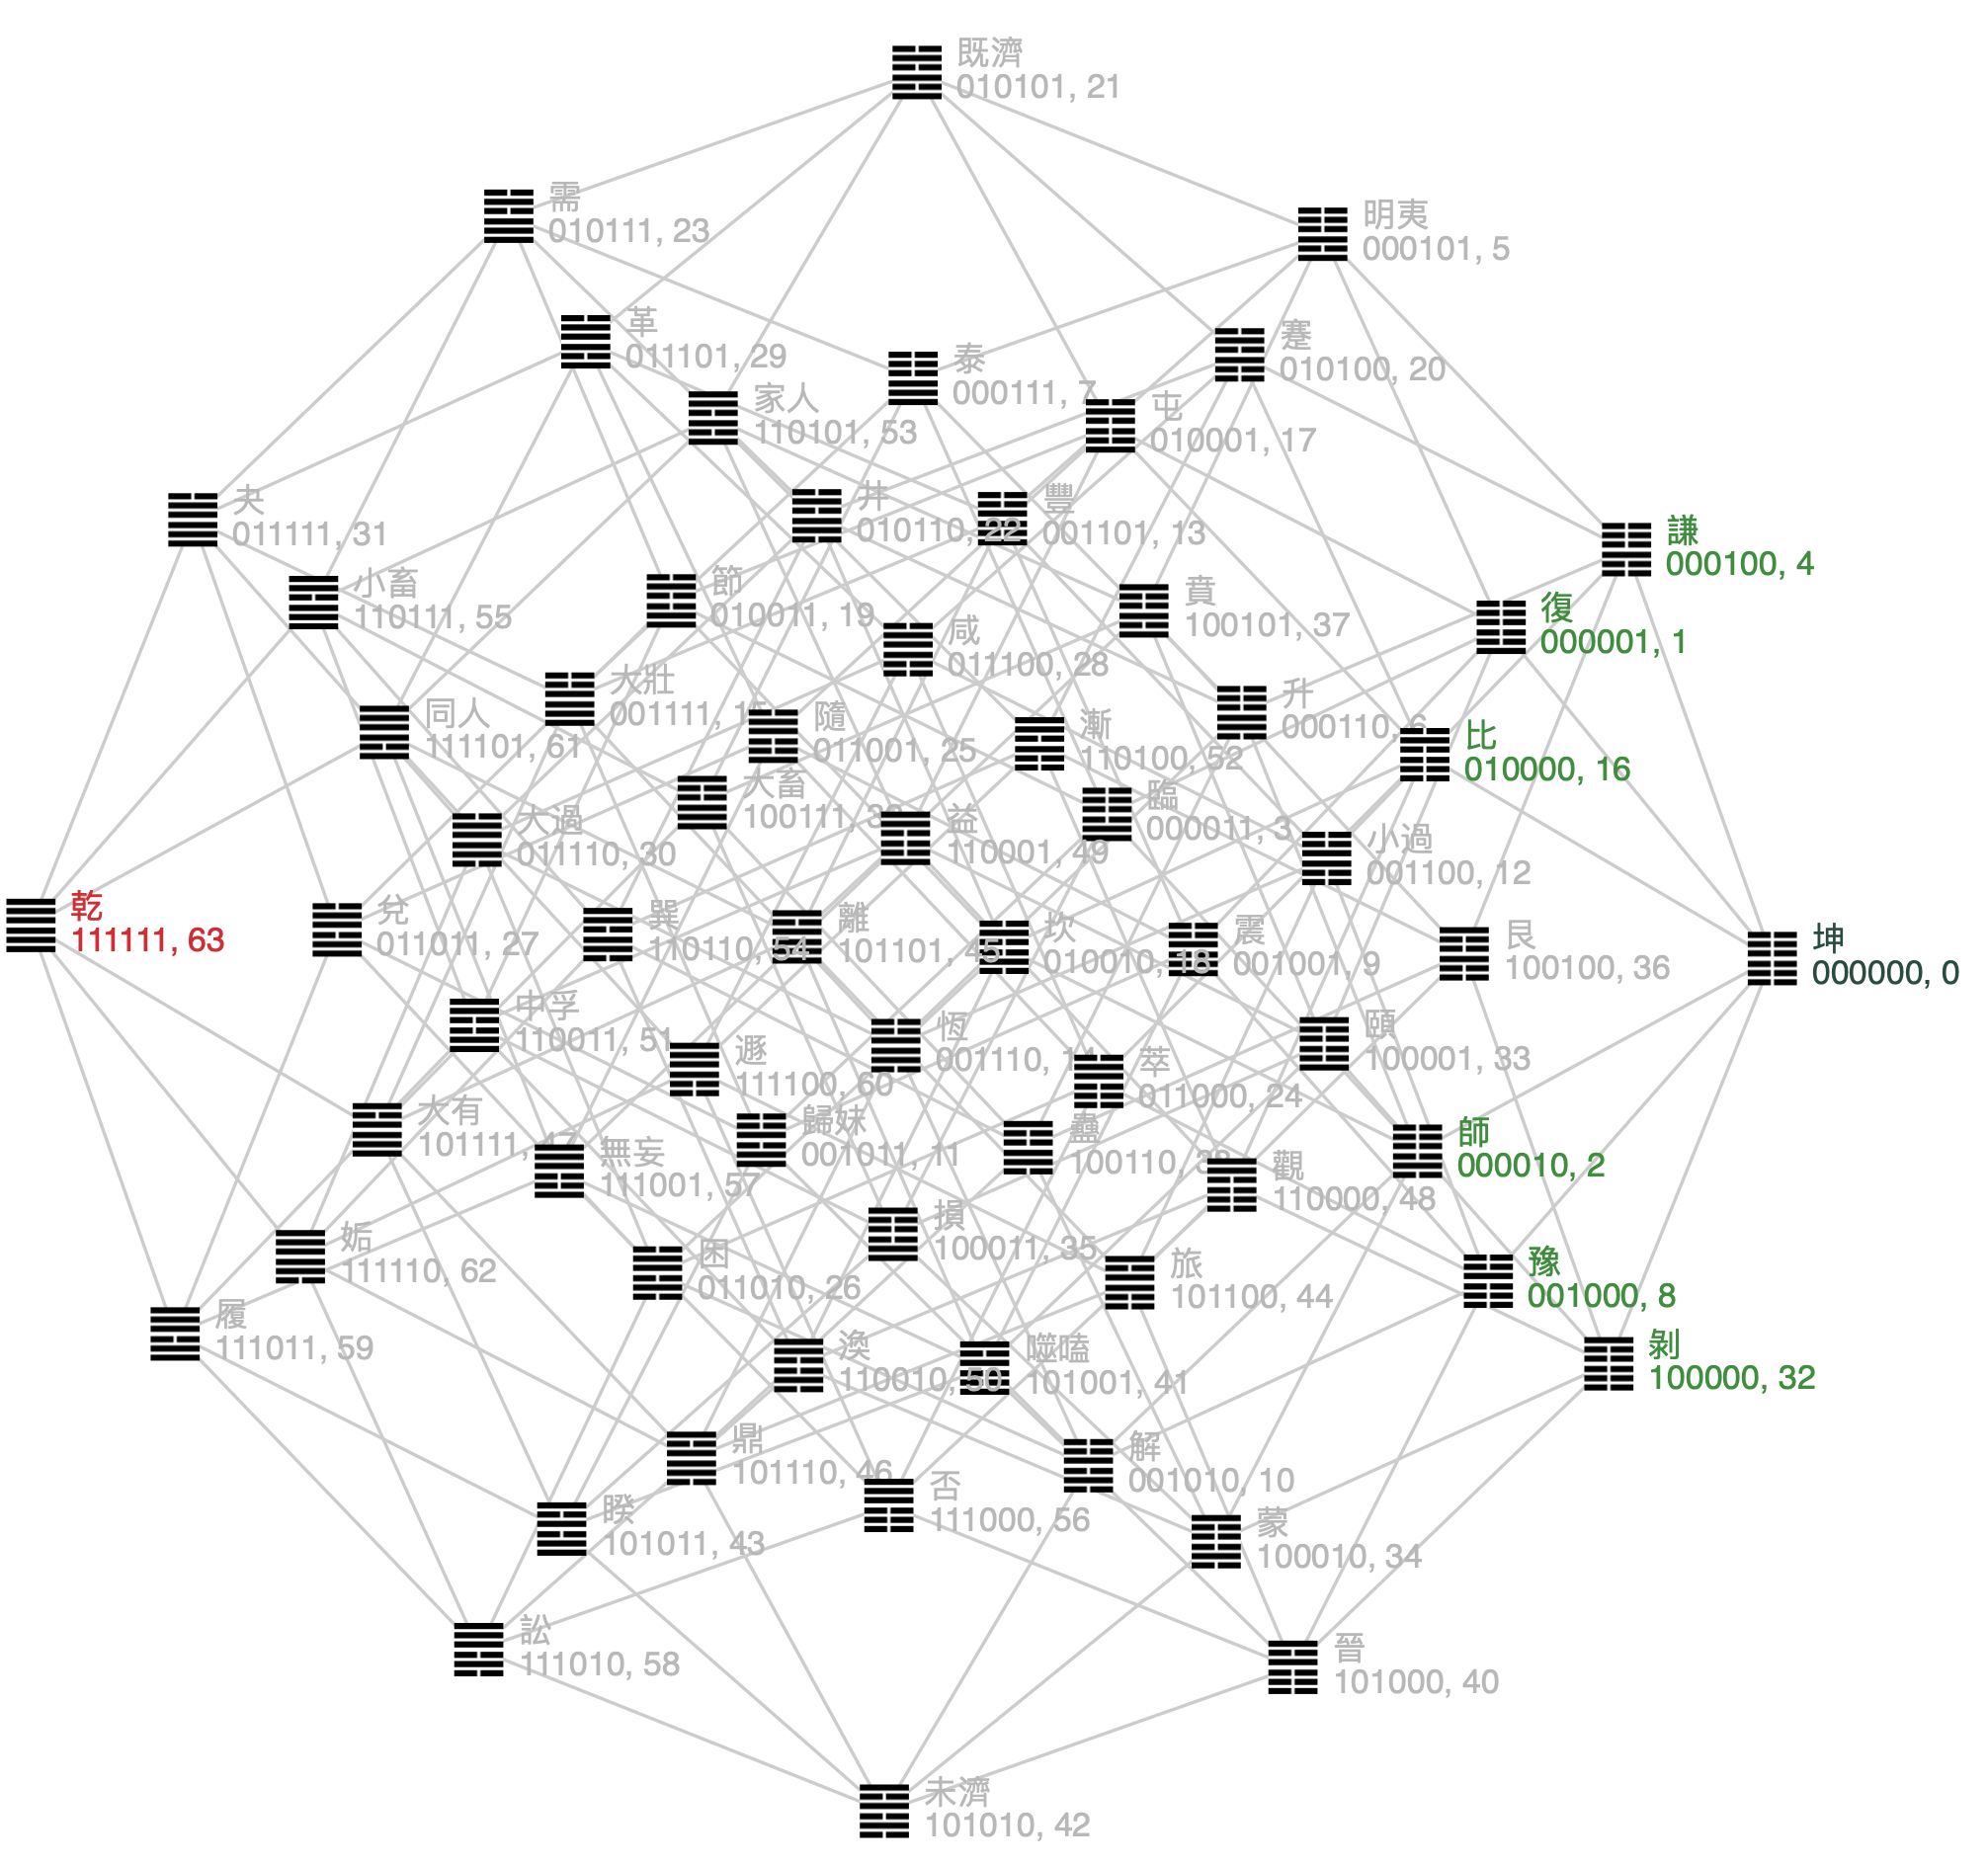 既濟
010101, 21
需
010111, 23
明夷
000101, 5
革
011101, 29
蹇
010100, 20
泰
000111, 7
家人
110101, 53
屯
010001, 17
夬
011111, 31
井
010110, 22
豐
001101, 13
謙
000100, 4
小畜
110111, 55
節
010011, 19
賁
100101, 37
復
000001, 1
咸
011100, 28
大壯
001111, 15
升
000110, 6
同人
111101, 61
隨
011001, 25
漸
110100, 52
比
010000, 16
大畜
100111, 39
臨
000011, 3
大過
011110, 30
益
110001, 49
小過
001100, 12
乾
111111, 63
兌
011011, 27
巽
110110, 54
離
101101, 45
坎
010010, 18
震
001001, 9
艮
100100, 36
坤
000000, 0
中孚
110011, 51
遯
111100, 60
恆
001110, 14
萃
011000, 24
頤
100001, 33
大有
101111, 47
無妄
111001, 57
歸妹
001011, 11
蠱
100110, 38
觀
110000, 48
師
000010, 2
姤
111110, 62
困
011010, 26
損
100011, 35
旅
101100, 44
豫
001000, 8
履
111011, 59
渙
110010, 50
噬嗑
101001, 41
剝
100000, 32
鼎
101110, 46
否
111000, 56
解
001010, 10
睽
101011, 43
蒙
100010, 34
訟
111010, 58
晉
101000, 40
未濟
101010, 42